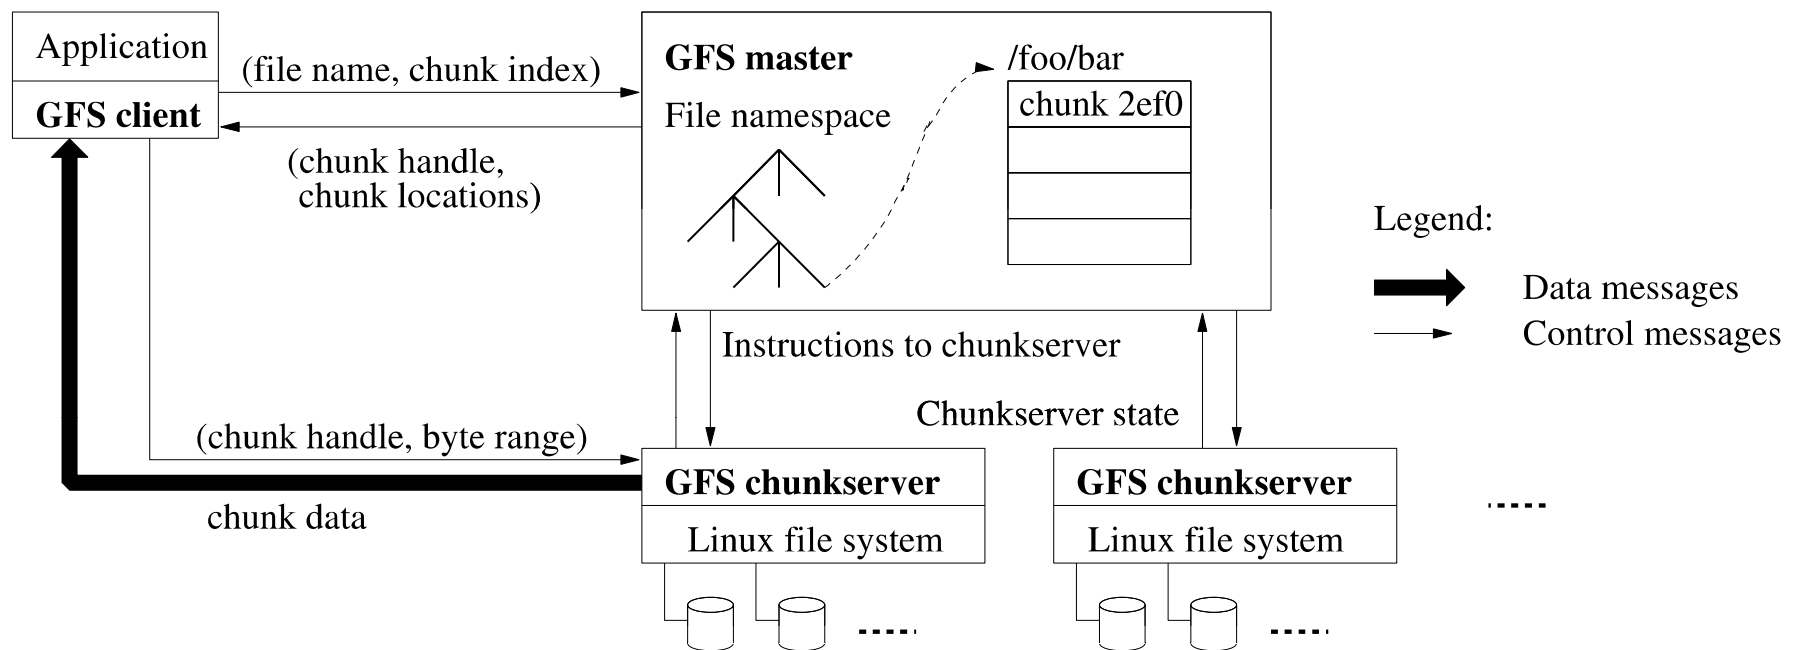 Application
GFS client
(file name, chunk index)
(chunk handle,
chunk locations)
GFS master
File namespace
/foo/bar
chunk 2ef0
Legend:
Data messages
Control messages
Instructions to chunkserver
Chunkserver state
(chunk handle, byte range)
chunk data
GFS chunkserver
Linux file system
GFS chunkserver
Linux file system